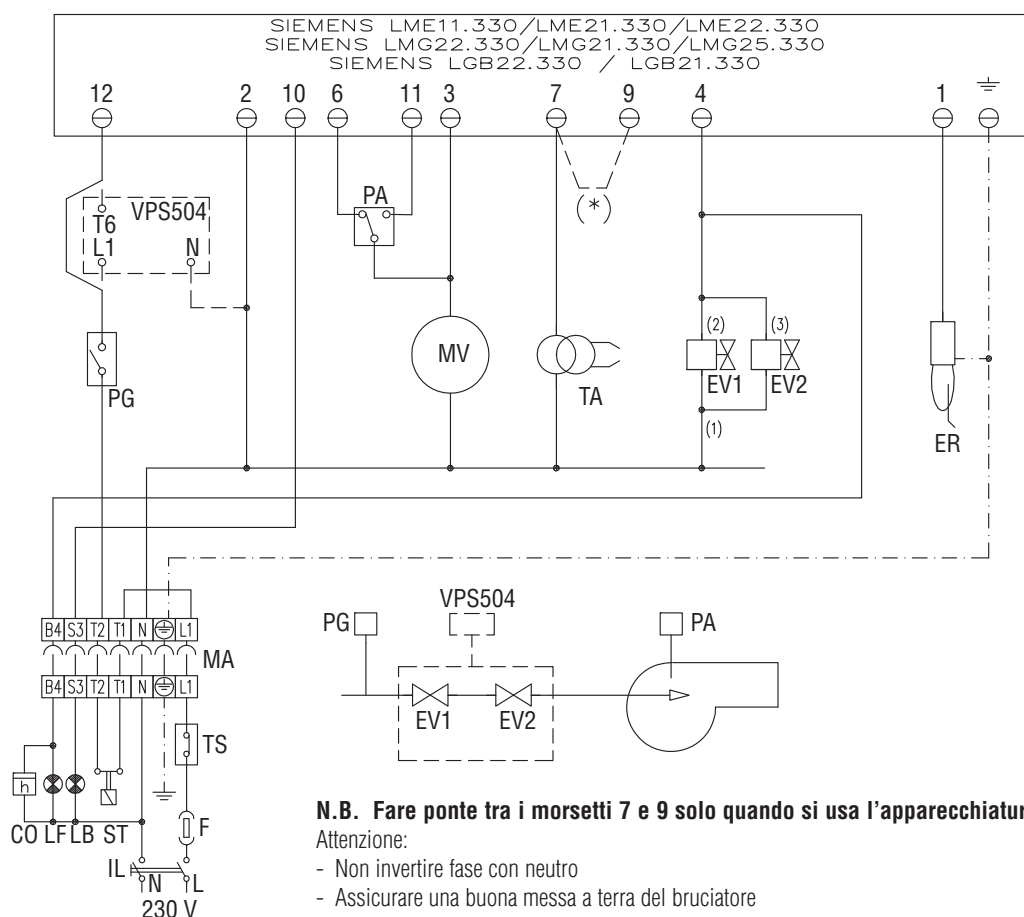 SIEMENS LME11.330/LME21.330/LME22.330
SIEMENS LMG22.330/LMG21.330/LMG25.330
SIEMENS LGB22.330 / LGB21.330
12 2 10 6 11 3 7 9 4 1
T6 VPS504
L1 N
PA
(*)
PG
MV
TA
(2) (3)
EV1 EV2
(1)
ER
B4 S3 T2 T1 N L1
MA
B4 S3 T2 T1 N L1
TS
h
CO LF LB ST
F
IL N L
230 V
VPS504
PG PA
EV1 EV2
N.B. Fare ponte tra i morsetti 7 e 9 solo quando si usa
Attenzione:
- Non invertire fase con neutro
- Assicurare una buona messa a terra del bruciatore